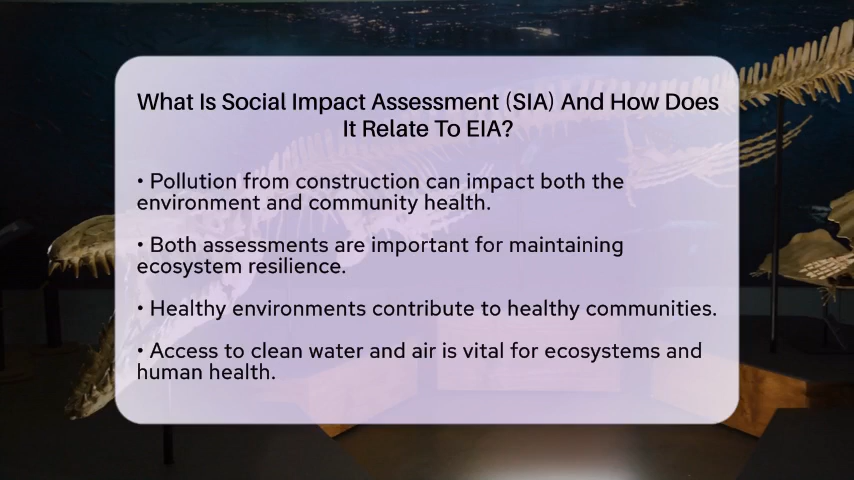 What Is Social Impact Assessment (SIA) And How Does
It Relate To EIA?
• Pollution from construction can impact both the
environment and community health.
• Both assessments are important for maintaining
ecosystem resilience.
• Healthy environments contribute to healthy communities.
• Access to clean water and air is vital for ecosystems and
human health.